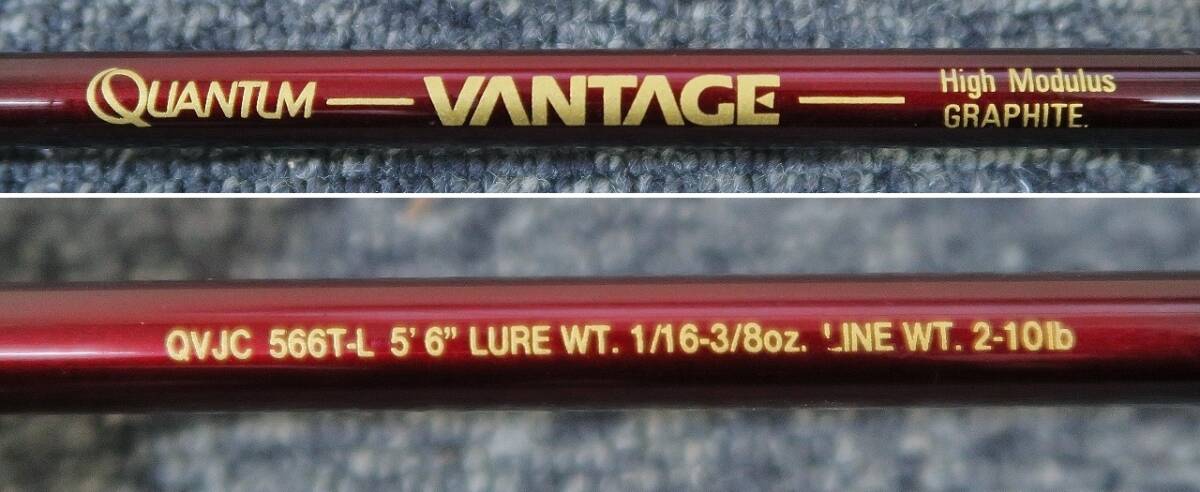 QUANTUM — VANTAGE — High Modulus
GRAPHITE.
QVJC 566T-L 5' 6" LURE WT. 1/16-3/8oz. LINE WT. 2-10lb